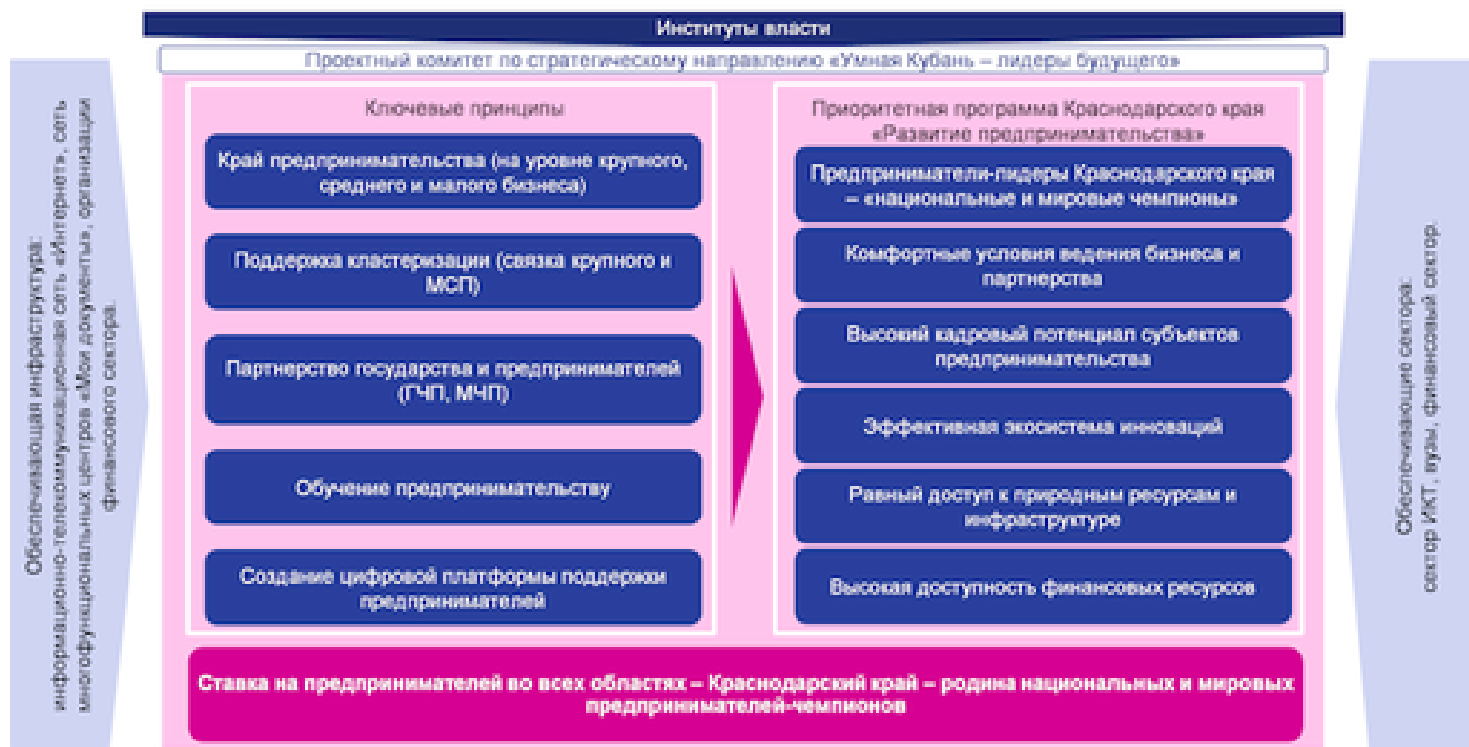 Институты власти
Проектный комитет по стратегическому направлению «Умная Кубань – лидеры будущего»
Обеспечивающая инфраструктура:
информационно-телекоммуникационная сеть «Интернет», сеть
многофункциональных центров «Мои документы», организации
финансового сектора.
Ключевые принципы
Край предпринимательства (на уровне крупного,
среднего и малого бизнеса)
Поддержка кластеризации (связка крупного и
МСП)
Партнерство государства и предпринимателей
(ГЧП, МЧП)
Обучение предпринимательству
Создание цифровой платформы поддержки
предпринимателей
Приоритетная программа Краснодарского края
«Развитие предпринимательства»
Предприниматели-лидеры Краснодарского края
– «национальные и мировые чемпионы»
Комфортные условия ведения бизнеса и
партнерства
Высокий кадровый потенциал субъектов
предпринимательства
Эффективная экосистема инноваций
Равный доступ к природным ресурсам и
инфраструктуре
Высокая доступность финансовых ресурсов
Обеспечивающие сектора:
сектор ИКТ, вузы, финансовый сектор.
Ставка на предпринимателей во всех областях – Краснодарский край – родина национальных и мировых
предпринимателей-чемпионов